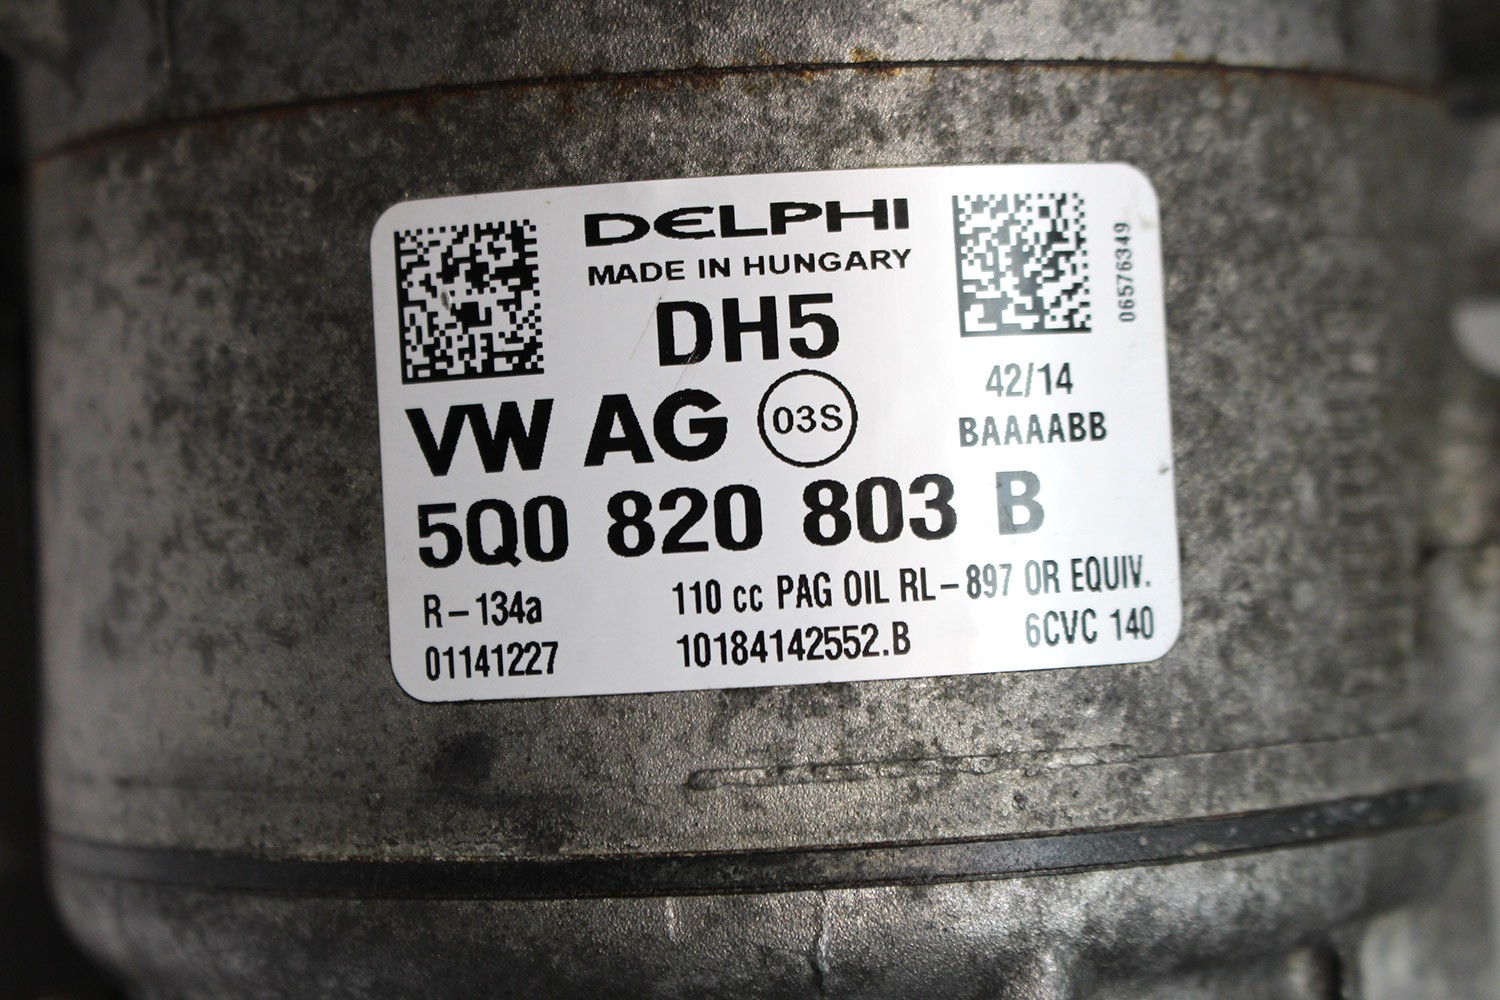 DELPHI
MADE IN HUNGARY
06576349
DH5
42/14
VW AG 03S
BAAAABB
5Q0 820 803 B
R-134a 110 cc PAG OIL RL-897 OR EQUIV.
01141227 10184142552.B 6CVC 140